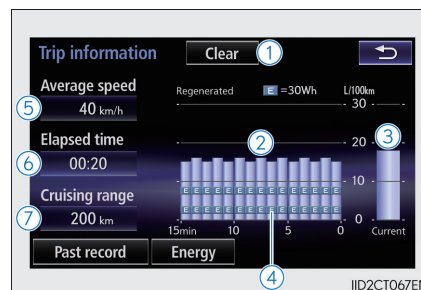 Trip information
Clear
1
Average speed
Regenerated
E =30Wh
L/100km
5
40 km/h
30
Elapsed time
2
20
3
6
00:20
10
Cruising range
E E E E E E E E E E E E E E E
7
200 km
E E E E E E E E E E E E E E E
0
15min
10
5
0
Current
Past record
Energy
4
IID2CT067EN